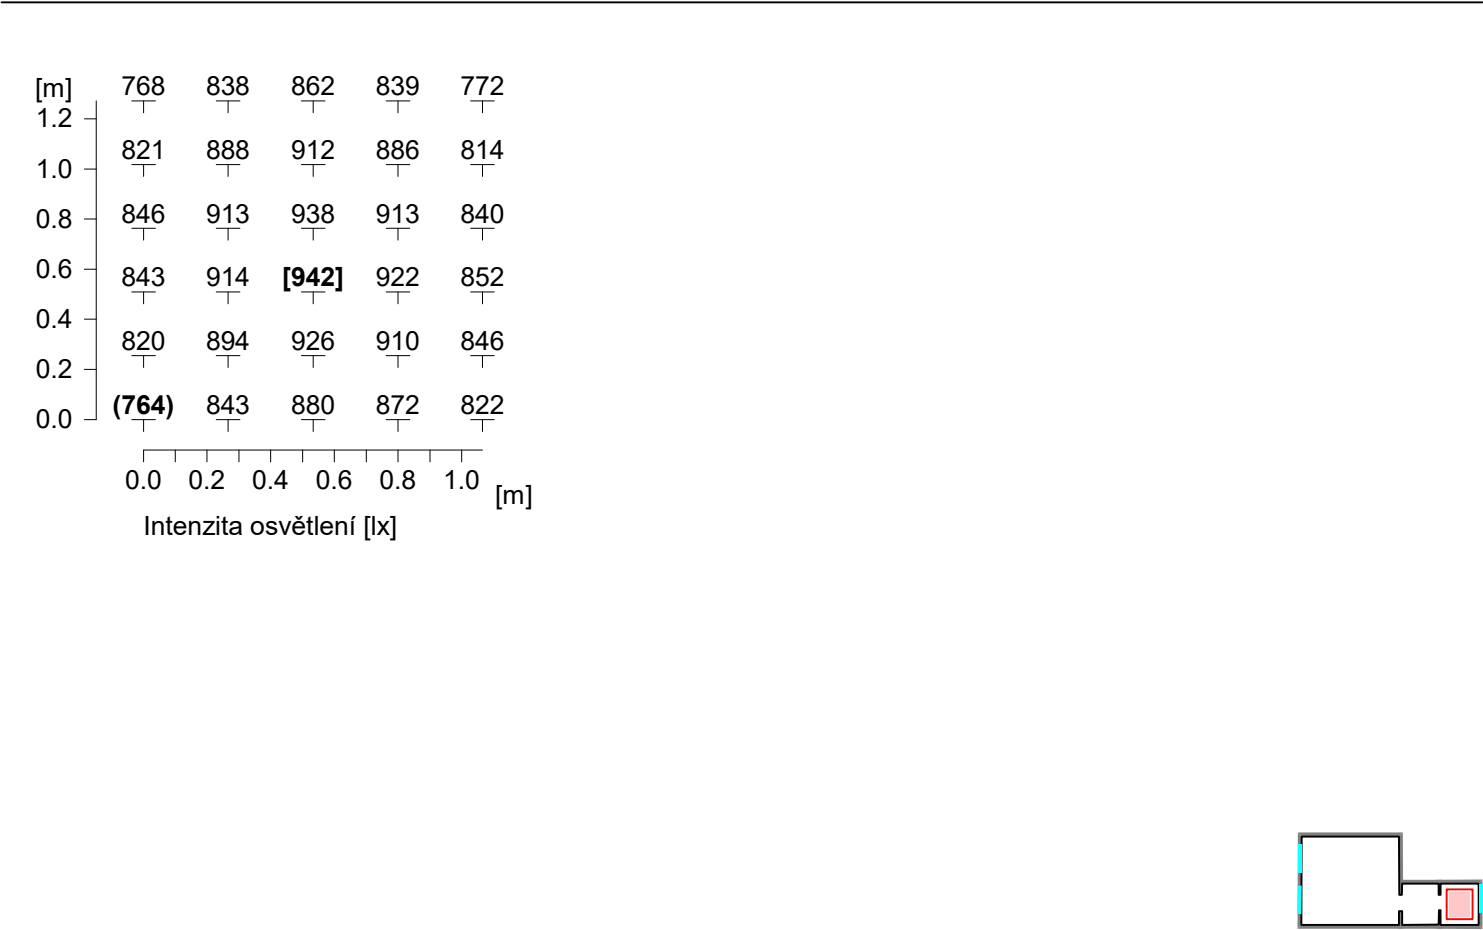 [m] 768 838 862 839 772
1.2
821 888 912 886 814
1.0
846 913 938 913 840
0.8
843 914 [942] 922 852
0.6
820 894 926 910 846
0.4
0.2
(764) 843 880 872 822
0.0
0.0 0.2 0.4 0.6 0.8 1.0 [m]
Intenzita osvětlení [lx]